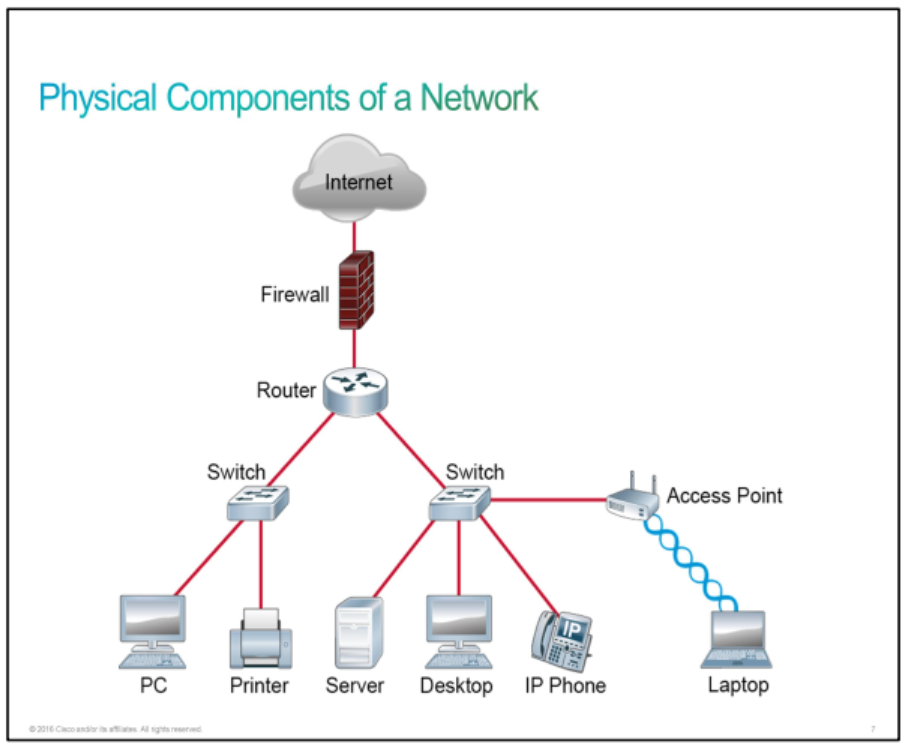 Physical Components of a Network
Internet
Firewall
Router
Switch
Switch
Access Point
IP
PC
Printer
Server
Desktop
IP Phone
Laptop
© 2016 Cisco and/or its affiliates. All rights reserved.
7